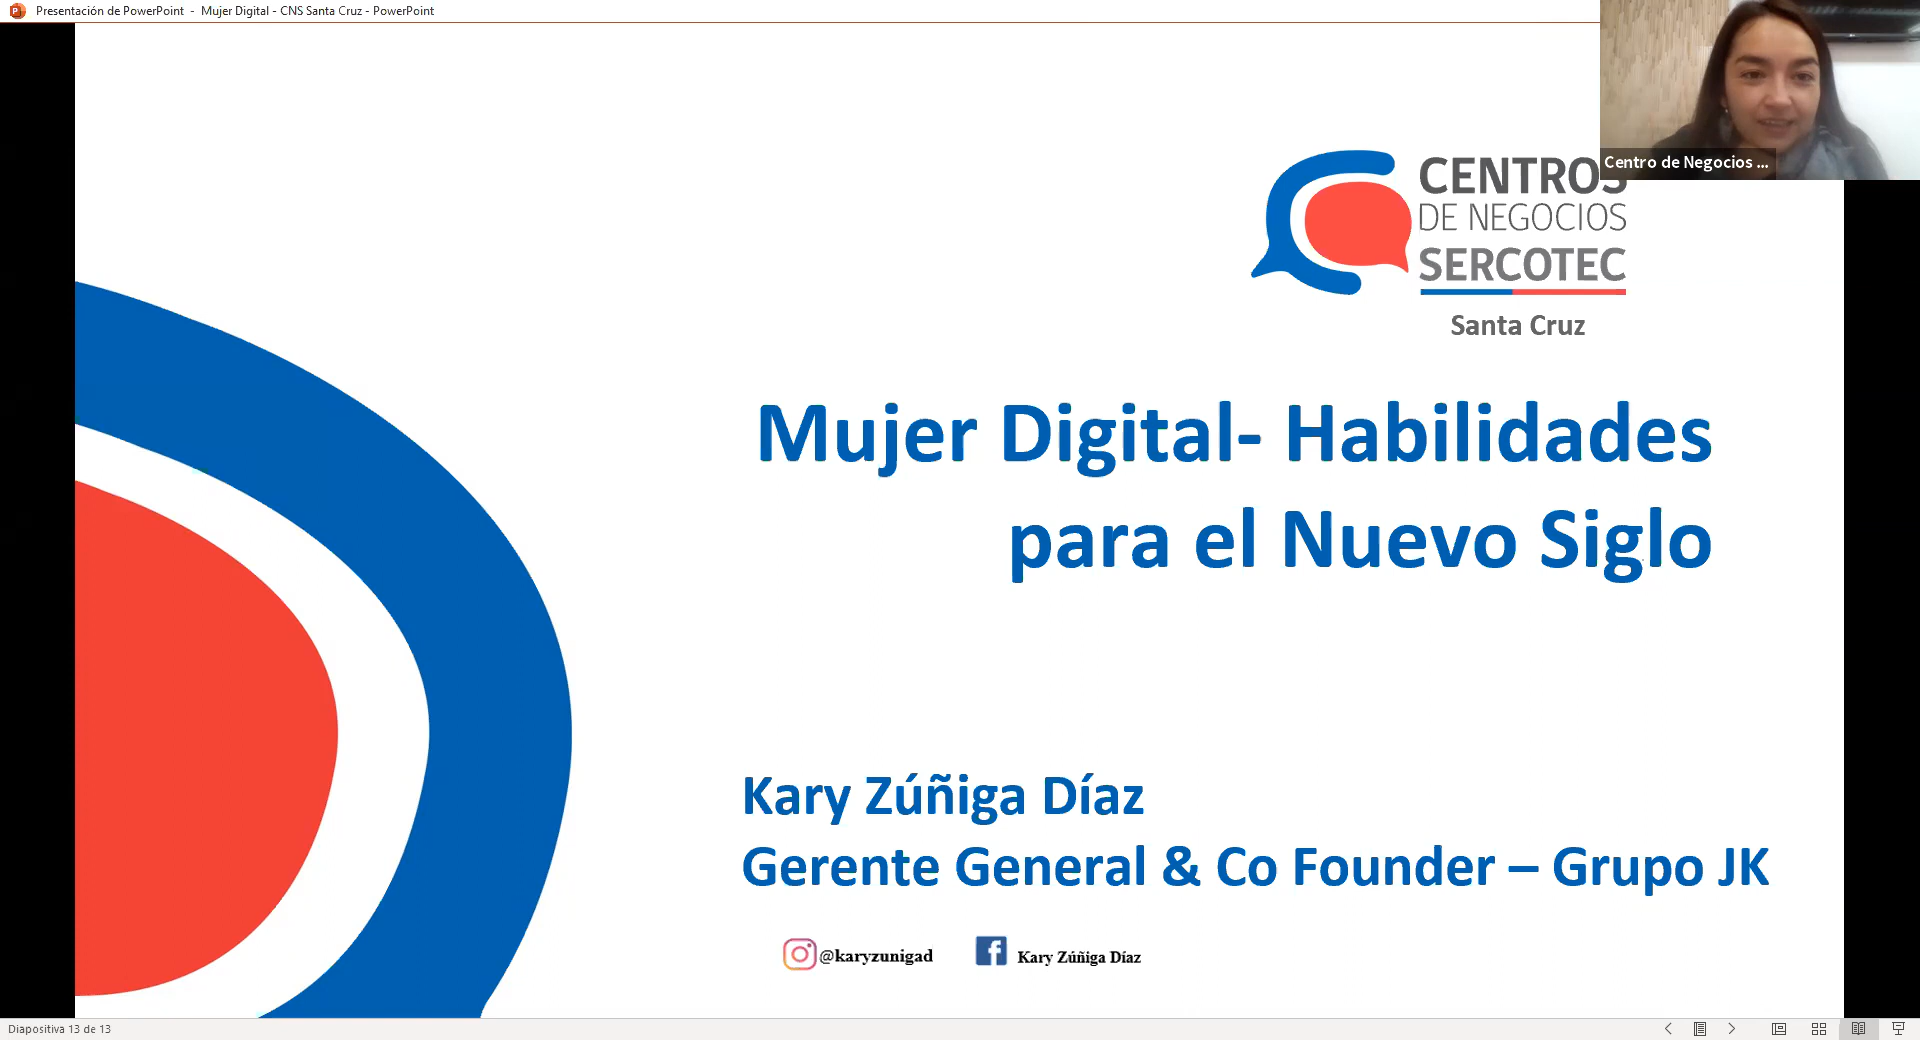 Presentación de PowerPoint - Mujer Digital - CNS Santa Cruz - PowerPoint
Centro de Negocios ...
CENTROS
DE NEGOCIOS
SERCOTEC
Santa Cruz
Mujer Digital- Habilidades
para el Nuevo Siglo
Kary Zúñiga Díaz
Gerente General & Co Founder – Grupo JK
@karyzunigad
Kary Zúñiga Díaz
Diapositiva 13 de 13